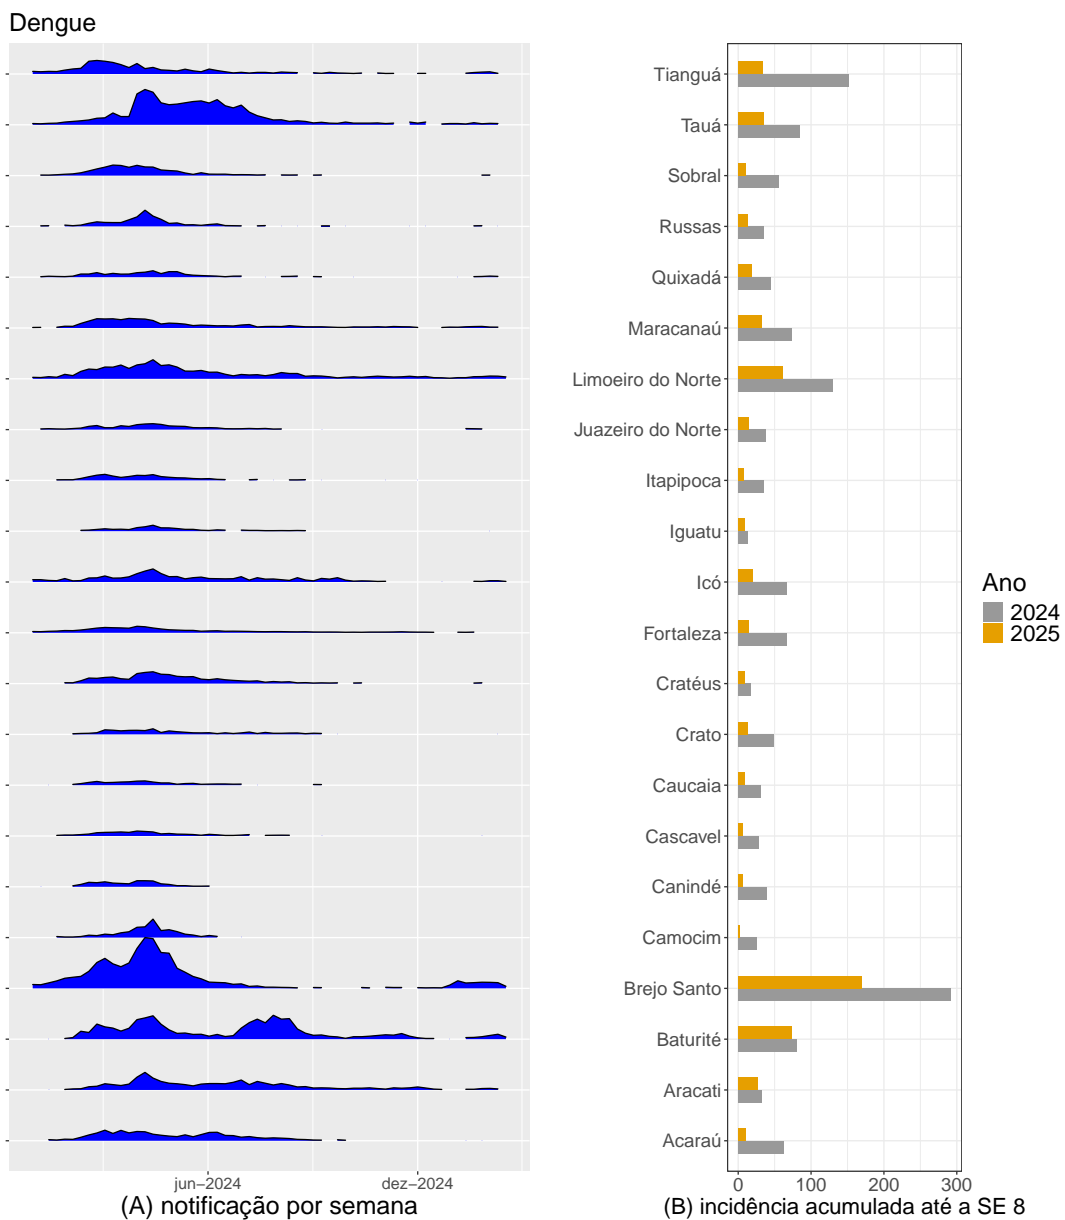 Dengue
Tianguá
Tauá
Sobral
Russas
Quixadá
Maracanaú
Limoeiro do Norte
Juazeiro do Norte
Itapipoca
Iguatu
Icó
Fortaleza
Cratéus
Crato
Caucaia
Cascavel
Canindé
Camocim
Brejo Santo
Baturité
Aracati
Acaraú
Ano
2024
2025
jun−2024 dez−2024
0 100 200 300
(A) notificação por semana
(B) incidência acumulada até a SE 8